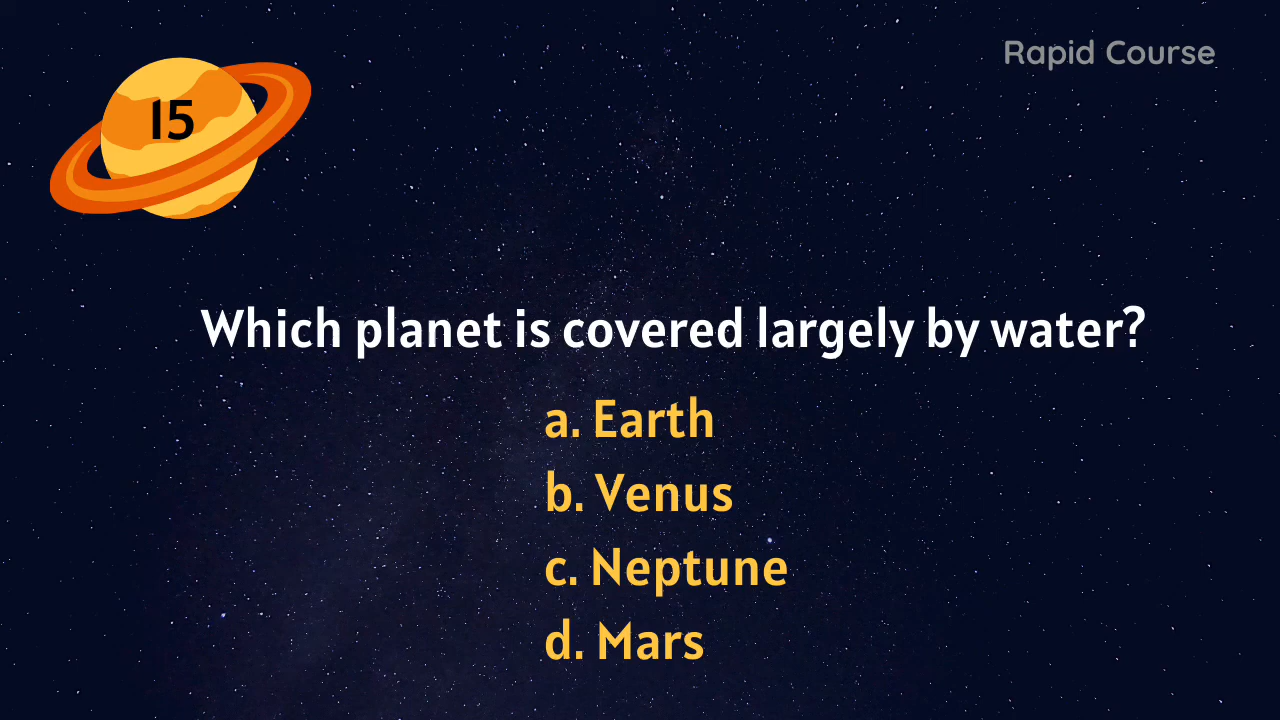 Rapid Course
15
Which planet is covered largely by water?
a. Earth
b. Venus
c. Neptune
d. Mars